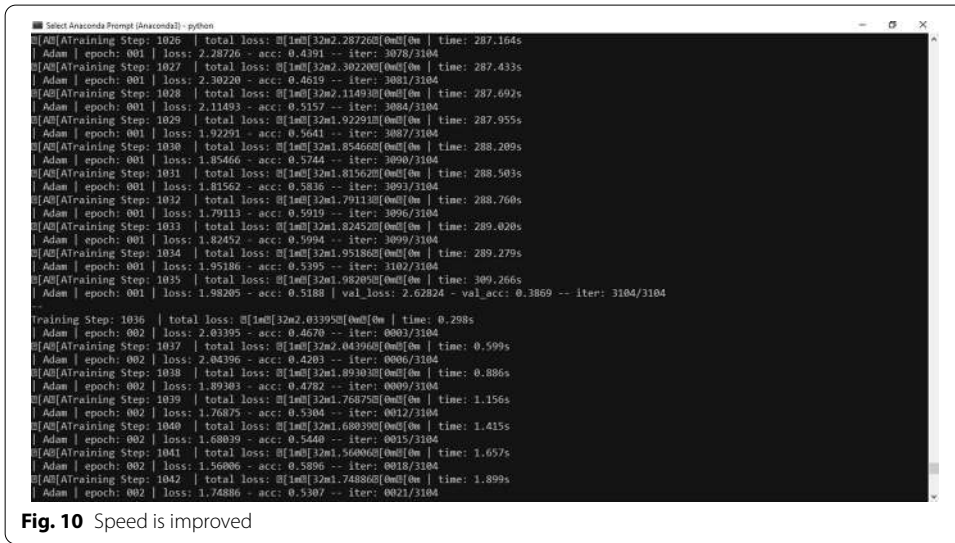 Select Anaconda Prompt (Anaconda3) - python
⍰[A⍰[ATraining Step: 1026 | total loss: ⍰[1m⍰[32m2.28726⍰[0m⍰[0m | time: 287.164s
| Adam | epoch: 001 | loss: 2.28726 - acc: 0.4391 -- iter: 3078/3104
⍰[A⍰[ATraining Step: 1027 | total loss: ⍰[1m⍰[32m2.30220⍰[0m⍰[0m | time: 287.433s
| Adam | epoch: 001 | loss: 2.30220 - acc: 0.4619 -- iter: 3081/3104
⍰[A⍰[ATraining Step: 1028 | total loss: ⍰[1m⍰[32m2.11493⍰[0m⍰[0m | time: 287.692s
| Adam | epoch: 001 | loss: 2.11493 - acc: 0.5157 -- iter: 3084/3104
⍰[A⍰[ATraining Step: 1029 | total loss: ⍰[1m⍰[32m1.92291⍰[0m⍰[0m | time: 287.955s
| Adam | epoch: 001 | loss: 1.92291 - acc: 0.5641 -- iter: 3087/3104
⍰[A⍰[ATraining Step: 1030 | total loss: ⍰[1m⍰[32m1.85466⍰[0m⍰[0m | time: 288.209s
| Adam | epoch: 001 | loss: 1.85466 - acc: 0.5744 -- iter: 3090/3104
⍰[A⍰[ATraining Step: 1031 | total loss: ⍰[1m⍰[32m1.81562⍰[0m⍰[0m | time: 288.503s
| Adam | epoch: 001 | loss: 1.81562 - acc: 0.5836 -- iter: 3093/3104
⍰[A⍰[ATraining Step: 1032 | total loss: ⍰[1m⍰[32m1.79113⍰[0m⍰[0m | time: 288.760s
| Adam | epoch: 001 | loss: 1.79113 - acc: 0.5919 -- iter: 3096/3104
⍰[A⍰[ATraining Step: 1033 | total loss: ⍰[1m⍰[32m1.82452⍰[0m⍰[0m | time: 289.020s
| Adam | epoch: 001 | loss: 1.82452 - acc: 0.5994 -- iter: 3099/3104
⍰[A⍰[ATraining Step: 1034 | total loss: ⍰[1m⍰[32m1.95186⍰[0m⍰[0m | time: 289.279s
| Adam | epoch: 001 | loss: 1.95186 - acc: 0.5395 -- iter: 3102/3104
⍰[A⍰[ATraining Step: 1035 | total loss: ⍰[1m⍰[32m1.98205⍰[0m⍰[0m | time: 309.266s
| Adam | epoch: 001 | loss: 1.98205 - acc: 0.5188 | val_loss: 2.62824 - val_acc: 0.3869 -- iter: 3104/3104
--
Training Step: 1036 | total loss: ⍰[1m⍰[32m2.03395⍰[0m⍰[0m | time: 0.298s
| Adam | epoch: 002 | loss: 2.03395 - acc: 0.4670 -- iter: 0003/3104
⍰[A⍰[ATraining Step: 1037 | total loss: ⍰[1m⍰[32m2.04396⍰[0m⍰[0m | time: 0.599s
| Adam | epoch: 002 | loss: 2.04396 - acc: 0.4203 -- iter: 0006/3104
⍰[A⍰[ATraining Step: 1038 | total loss: ⍰[1m⍰[32m1.89303⍰[0m⍰[0m | time: 0.886s
| Adam | epoch: 002 | loss: 1.89303 - acc: 0.4782 -- iter: 0009/3104
⍰[A⍰[ATraining Step: 1039 | total loss: ⍰[1m⍰[32m1.76875⍰[0m⍰[0m | time: 1.156s
| Adam | epoch: 002 | loss: 1.76875 - acc: 0.5304 -- iter: 0012/3104
⍰[A⍰[ATraining Step: 1040 | total loss: ⍰[1m⍰[32m1.68039⍰[0m⍰[0m | time: 1.415s
| Adam | epoch: 002 | loss: 1.68039 - acc: 0.5440 -- iter: 0015/3104
⍰[A⍰[ATraining Step: 1041 | total loss: ⍰[1m⍰[32m1.56006⍰[0m⍰[0m | time: 1.657s
| Adam | epoch: 002 | loss: 1.56006 - acc: 0.5896 -- iter: 0018/3104
⍰[A⍰[ATraining Step: 1042 | total loss: ⍰[1m⍰[32m1.74886⍰[0m⍰[0m | time: 1.899s
| Adam | epoch: 002 | loss: 1.74886 - acc: 0.5307 -- iter: 0021/3104
Fig. 10 Speed is improved